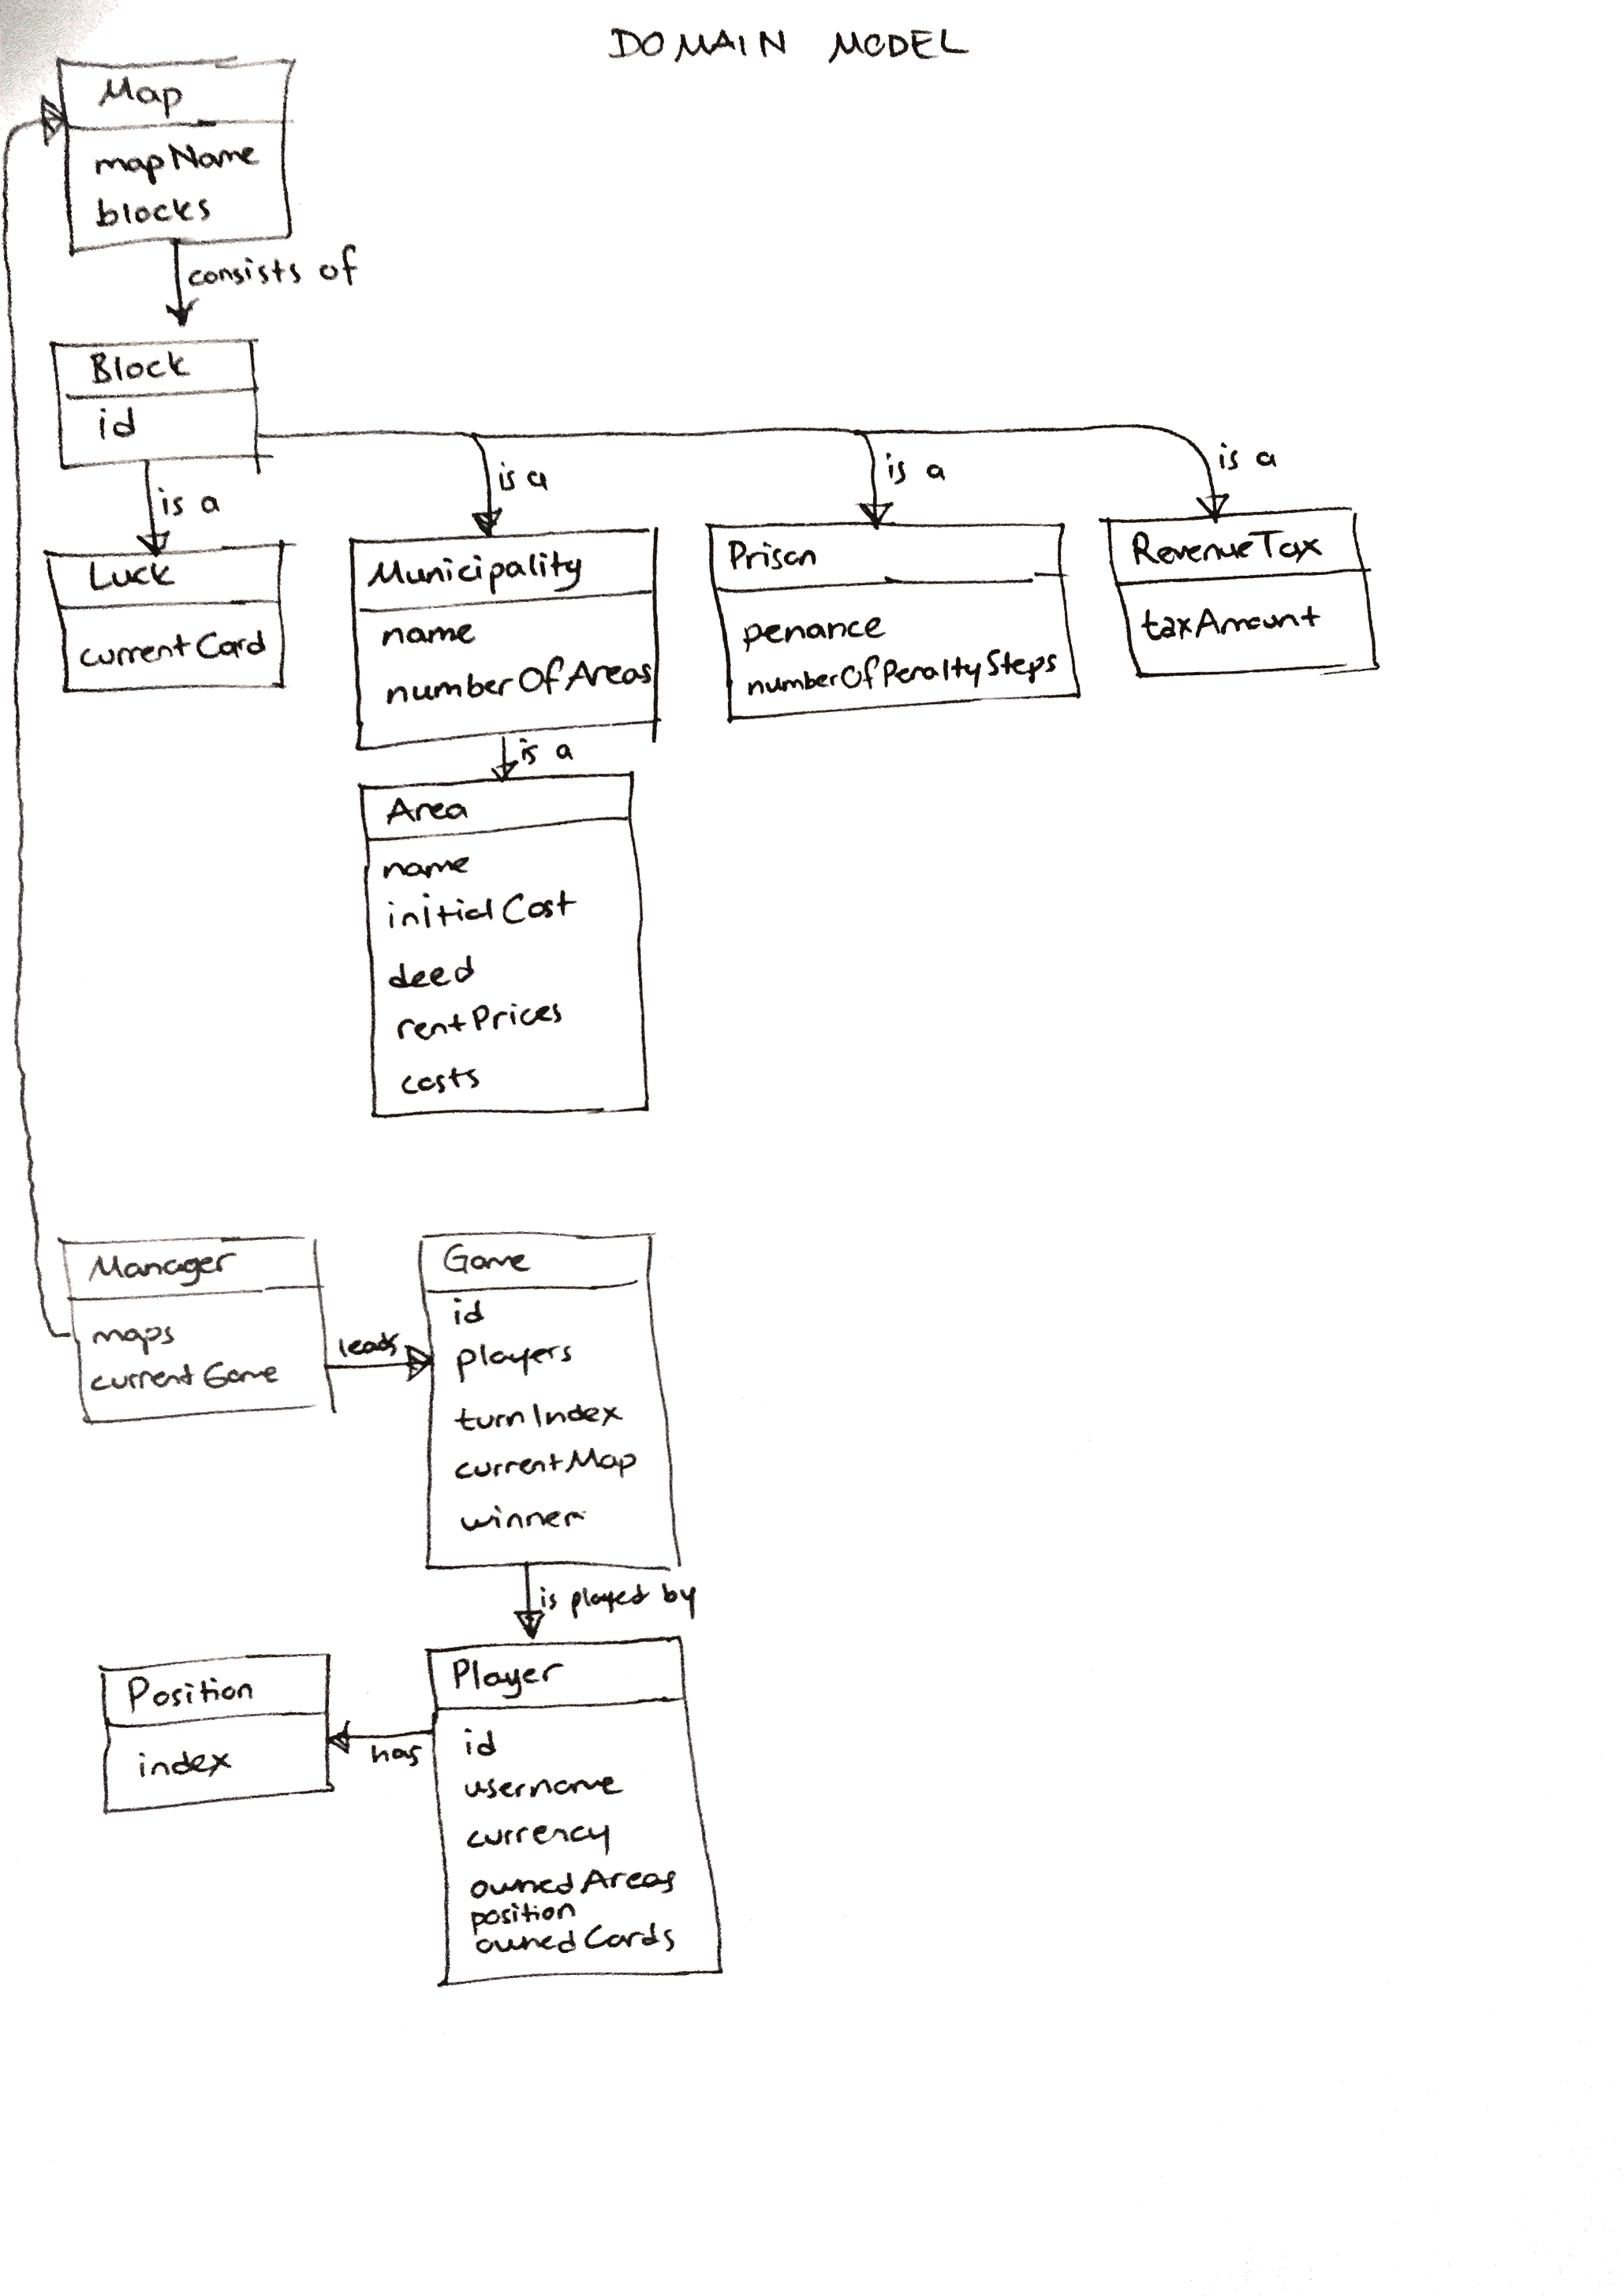 DOMAIN MODEL
Map
mapName
blocks
consists of
Block
id
is a
is a
is a
is a
Luck
currentCard
Municipality
name
numberOfAreas
Prison
penance
numberOfPenaltySteps
RevenueTax
taxAmount
is a
Area
name
initialCost
deed
rentPrices
costs
Manager
maps
currentGame
leads
Game
id
players
turnIndex
currentMap
winner
is played by
Position
index
has
Player
id
username
currency
ownedAreas
position
ownedCards